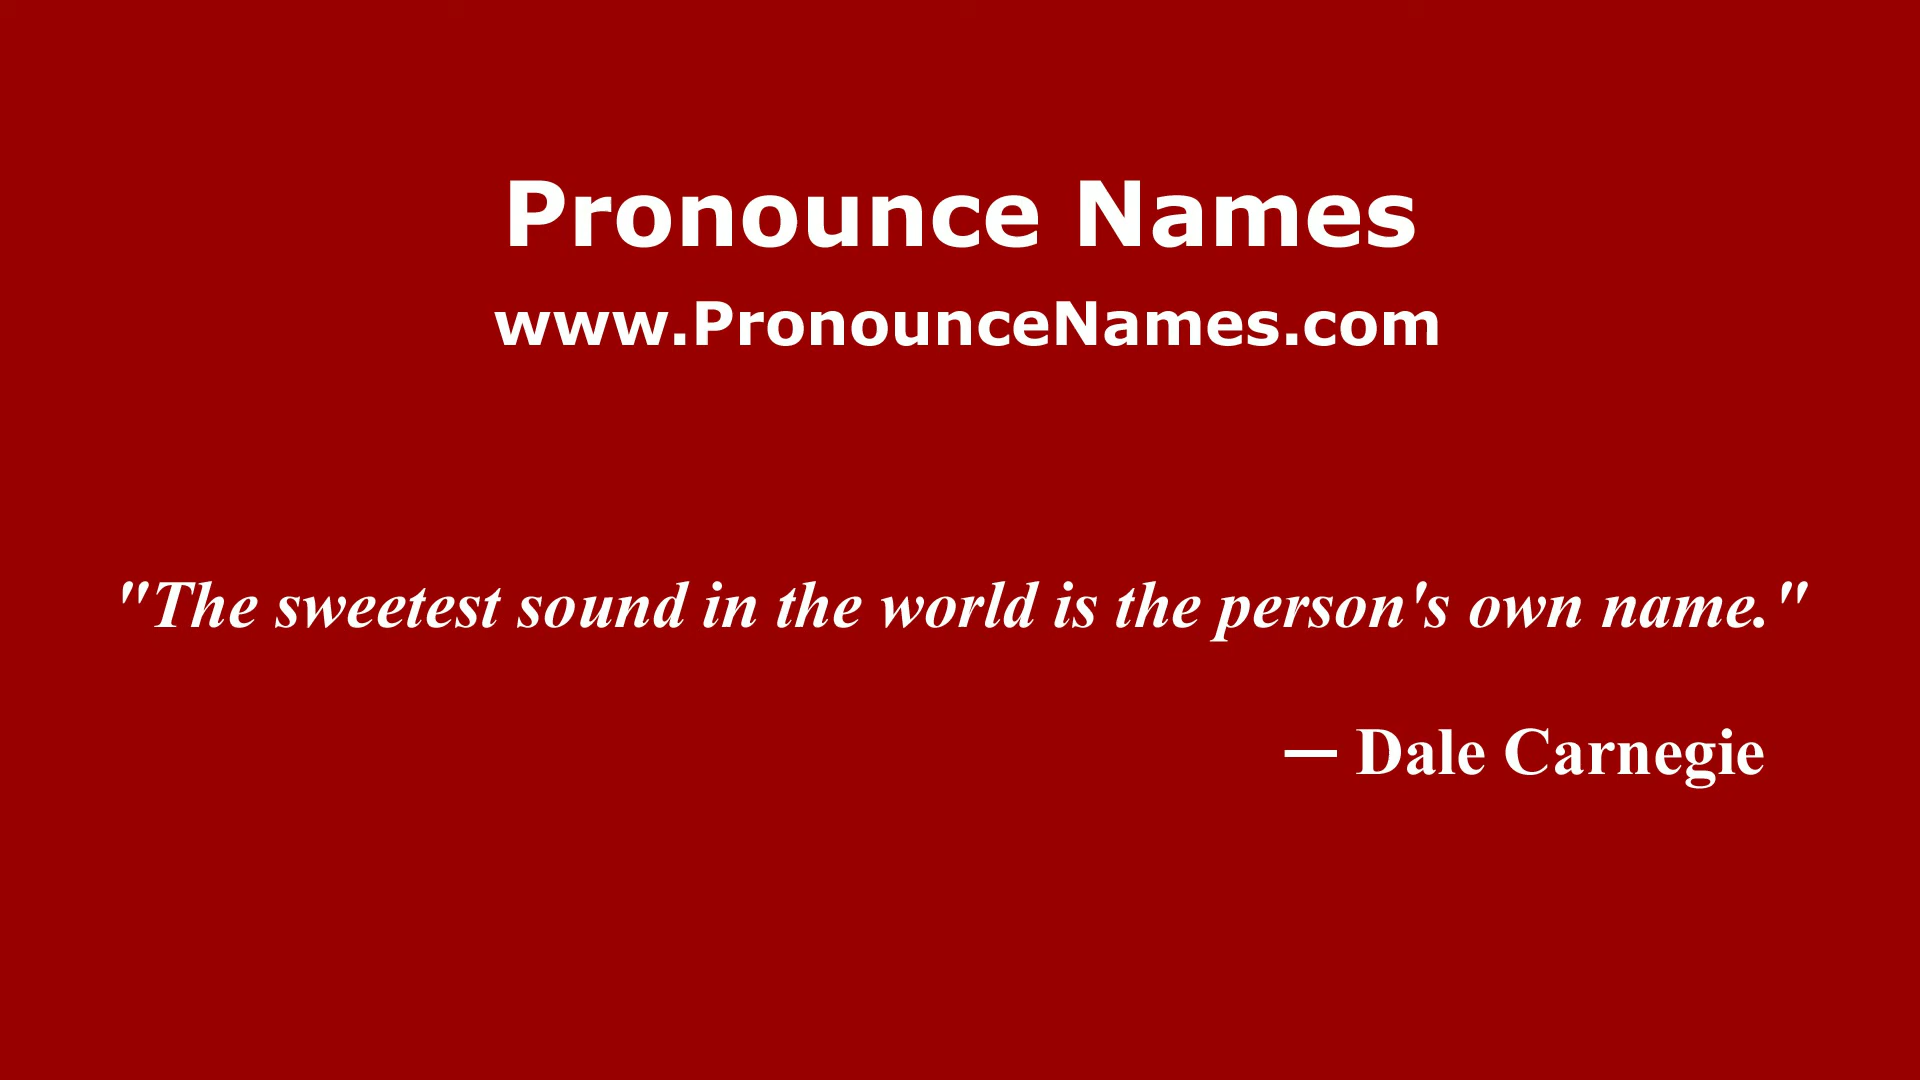 Pronounce Names
www.PronounceNames.com
"The sweetest sound in the world is the person's own name."
— Dale Carnegie